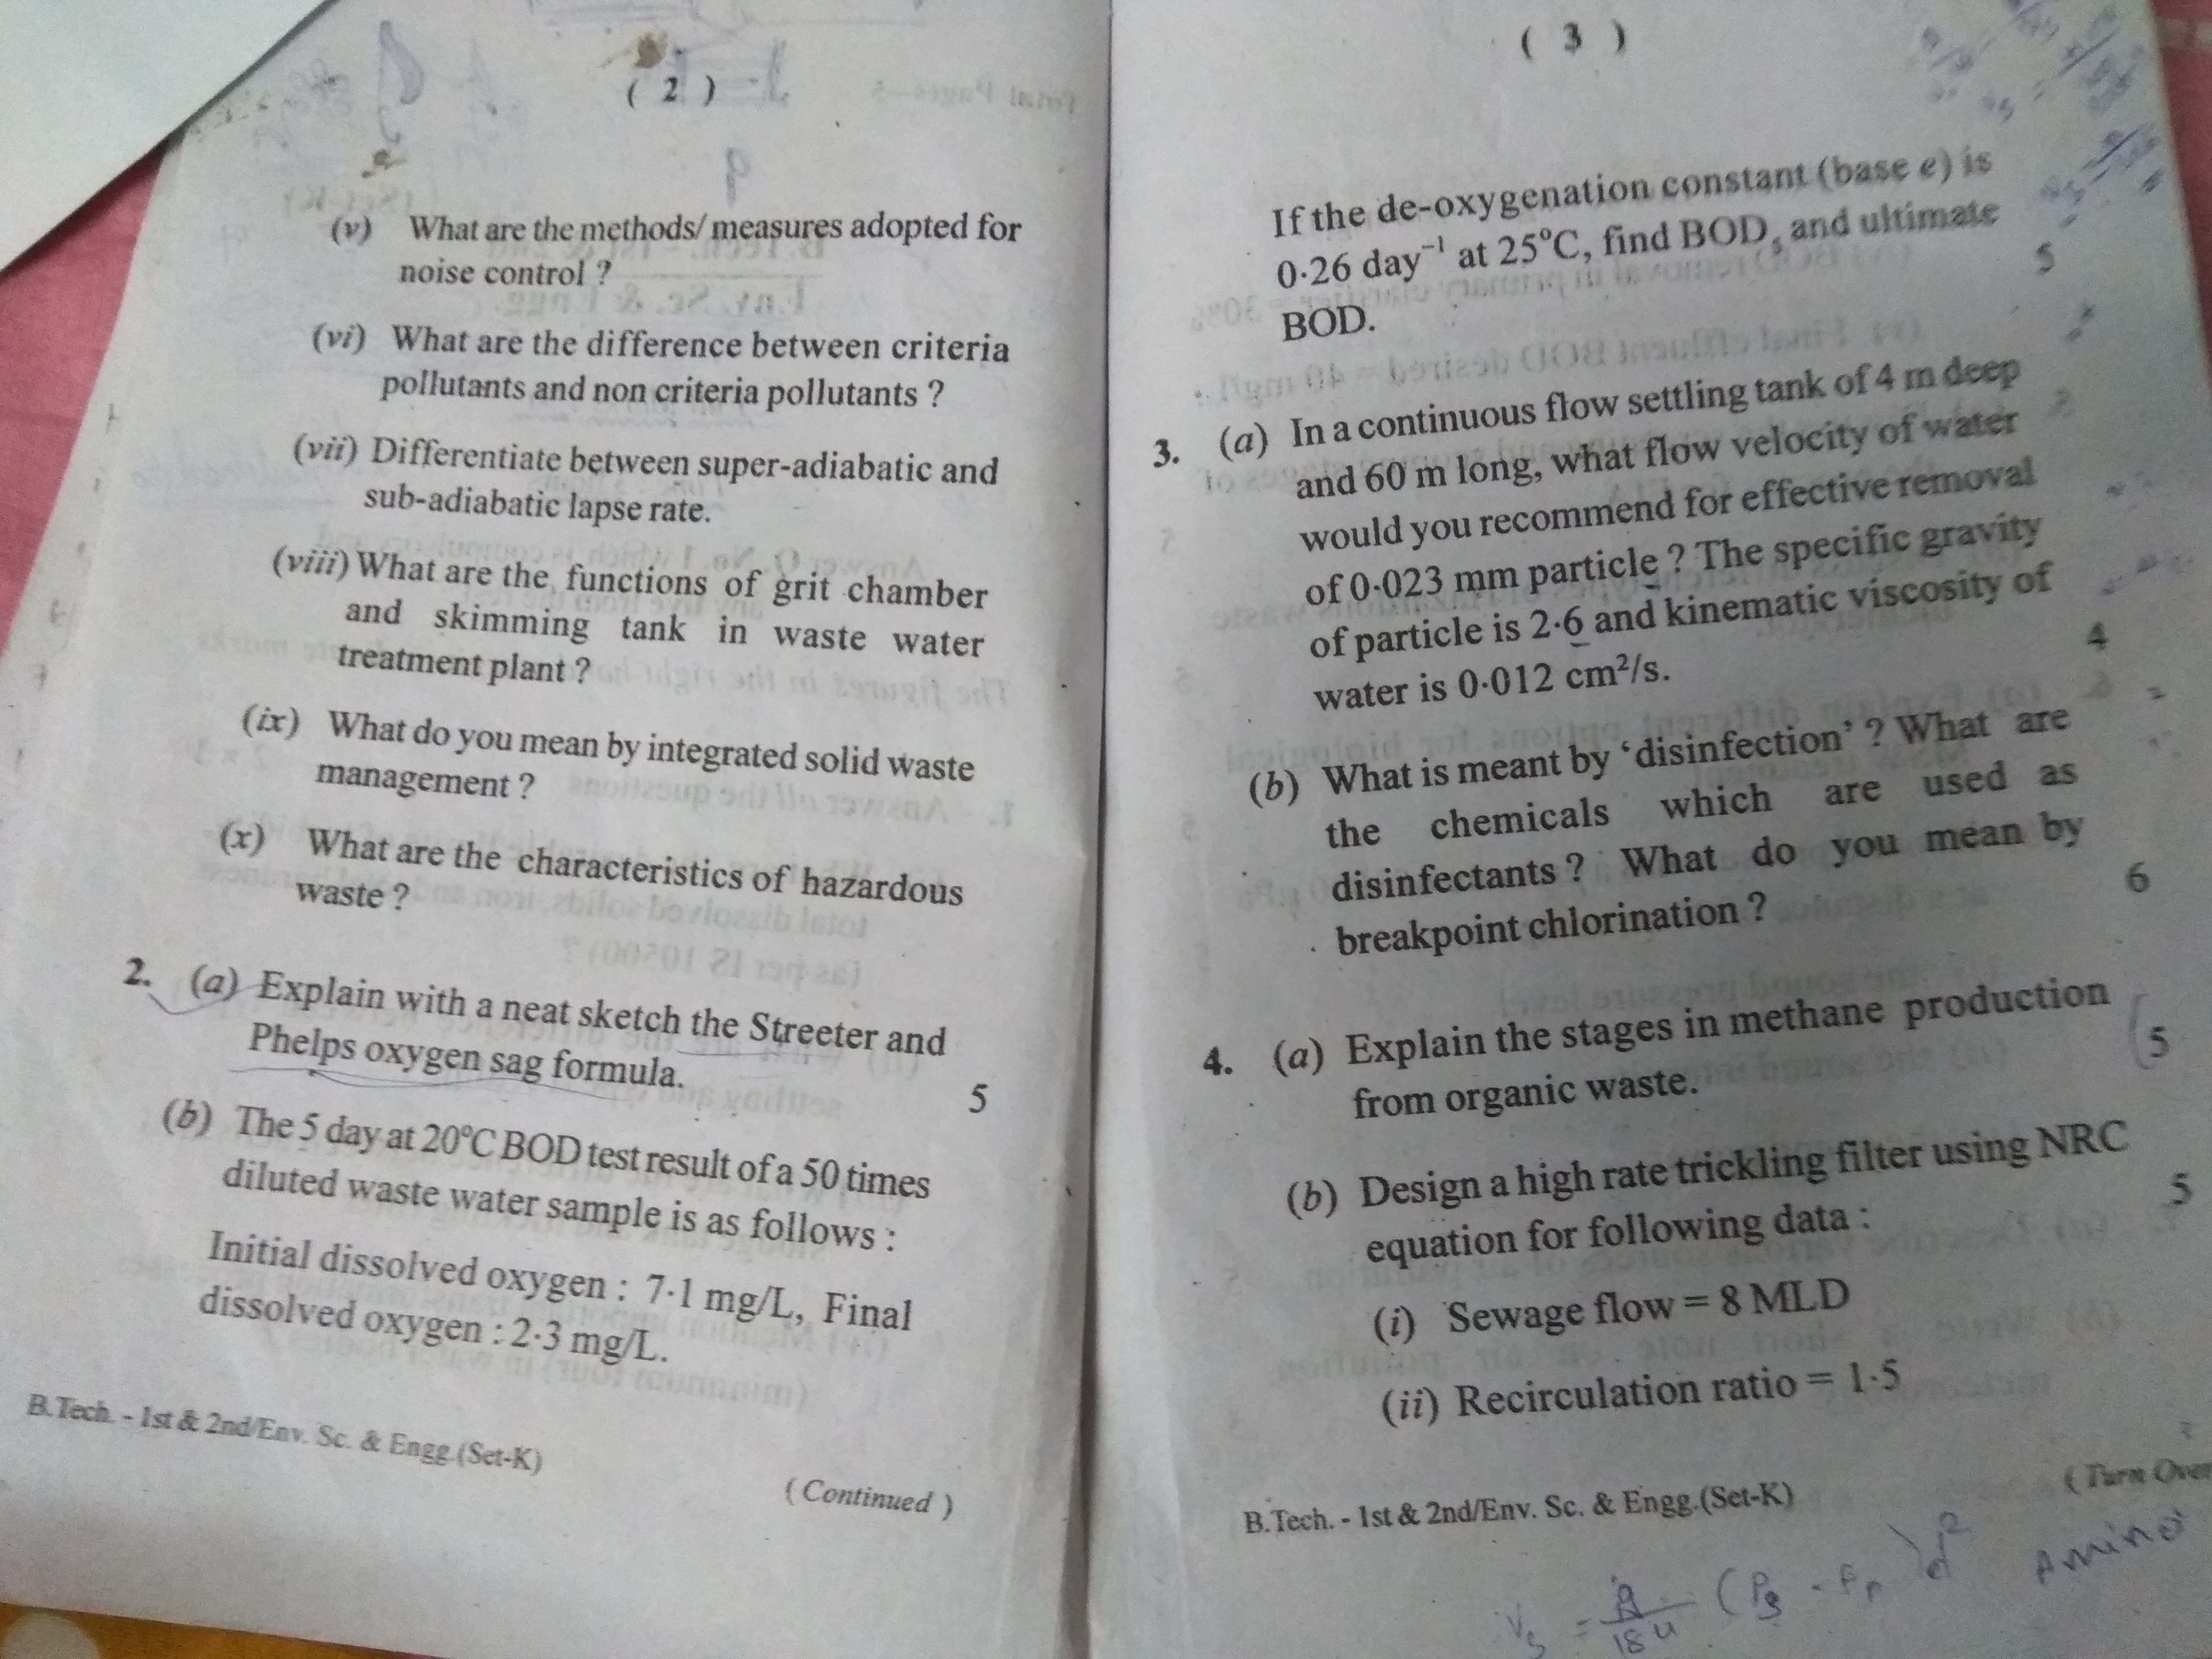 ( 2 )
(v) What are the methods/ measures adopted for
noise control ?
(vi) What are the difference between criteria
pollutants and non criteria pollutants ?
(vii) Differentiate between super-adiabatic and
sub-adiabatic lapse rate.
(viii) What are the functions of grit chamber
and skimming tank in waste water
treatment plant ?
(ix) What do you mean by integrated solid waste
management ?
(x) What are the characteristics of hazardous
waste ?
2. (a) Explain with a neat sketch the Streeter and
Phelps oxygen sag formula. 5
(b) The 5 day at 20°C BOD test result of a 50 times
diluted waste water sample is as follows :
Initial dissolved oxygen : 7·1 mg/L, Final
dissolved oxygen : 2·3 mg/L.
B.Tech. - 1st & 2nd/Env. Sc. & Engg.(Set-K)
( Continued )
( 3 )
If the de-oxygenation constant (base e) is
0·26 day⁻¹ at 25°C, find BOD₅ and ultimate
BOD. 5
3. (a) In a continuous flow settling tank of 4 m deep
and 60 m long, what flow velocity of water
would you recommend for effective removal
of 0·023 mm particle ? The specific gravity
of particle is 2·6 and kinematic viscosity of
water is 0·012 cm²/s. 4
(b) What is meant by ‘disinfection’ ? What are
the chemicals which are used as
disinfectants ? What do you mean by
breakpoint chlorination ? 6
4. (a) Explain the stages in methane production
from organic waste. 5
(b) Design a high rate trickling filter using NRC
equation for following data : 5
(i) Sewage flow = 8 MLD
(ii) Recirculation ratio = 1·5
B.Tech. - 1st & 2nd/Env. Sc. & Engg.(Set-K)
( Turn Over
Amino